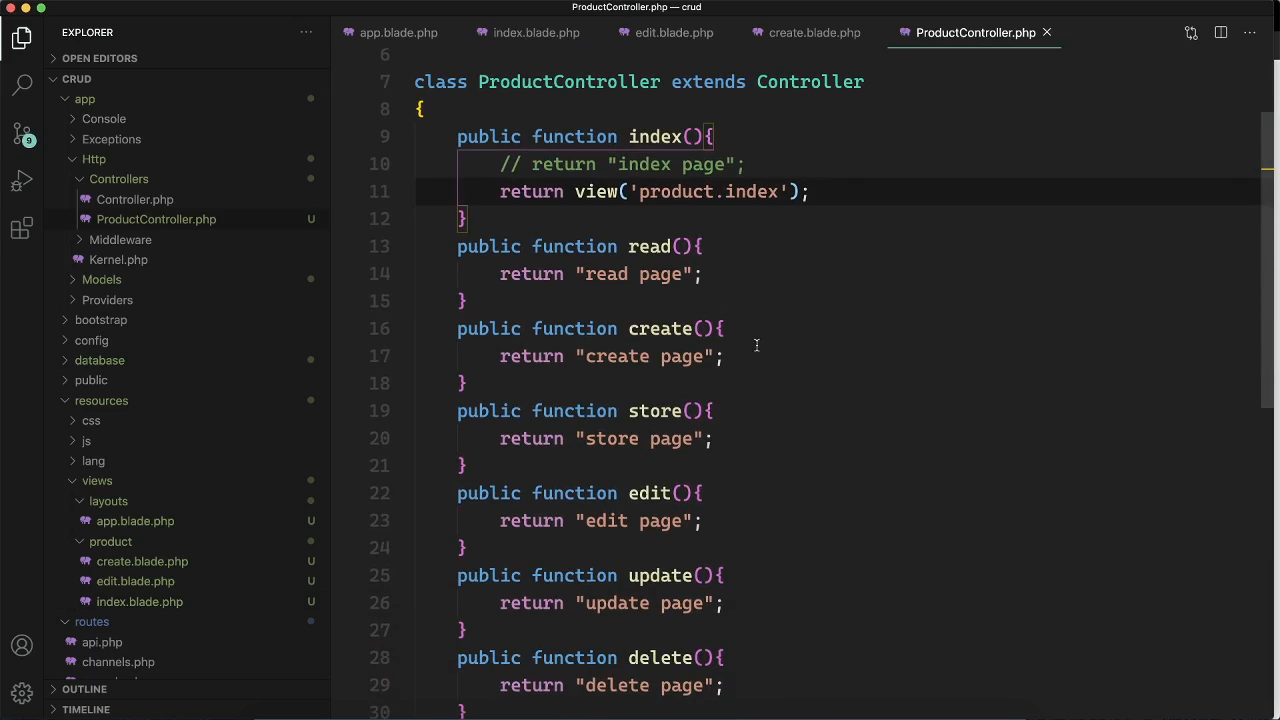 ProductController.php — crud
EXPLORER
app.blade.php
index.blade.php
edit.blade.php
create.blade.php
ProductController.php
OPEN EDITORS
CRUD
app
Console
Exceptions
Http
Controllers
Controller.php
ProductController.php U
Middleware
Kernel.php
Models
Providers
bootstrap
config
database
public
resources
css
js
lang
views
layouts
app.blade.php U
product
create.blade.php U
edit.blade.php U
index.blade.php U
routes
api.php
channels.php
OUTLINE
TIMELINE
9
6
7 class ProductController extends Controller
8 {
9 public function index(){
10 // return "index page";
11 return view('product.index');
12 }
13 public function read(){
14 return "read page";
15 }
16 public function create(){
17 return "create page";
18 }
19 public function store(){
20 return "store page";
21 }
22 public function edit(){
23 return "edit page";
24 }
25 public function update(){
26 return "update page";
27 }
28 public function delete(){
29 return "delete page";
30 }